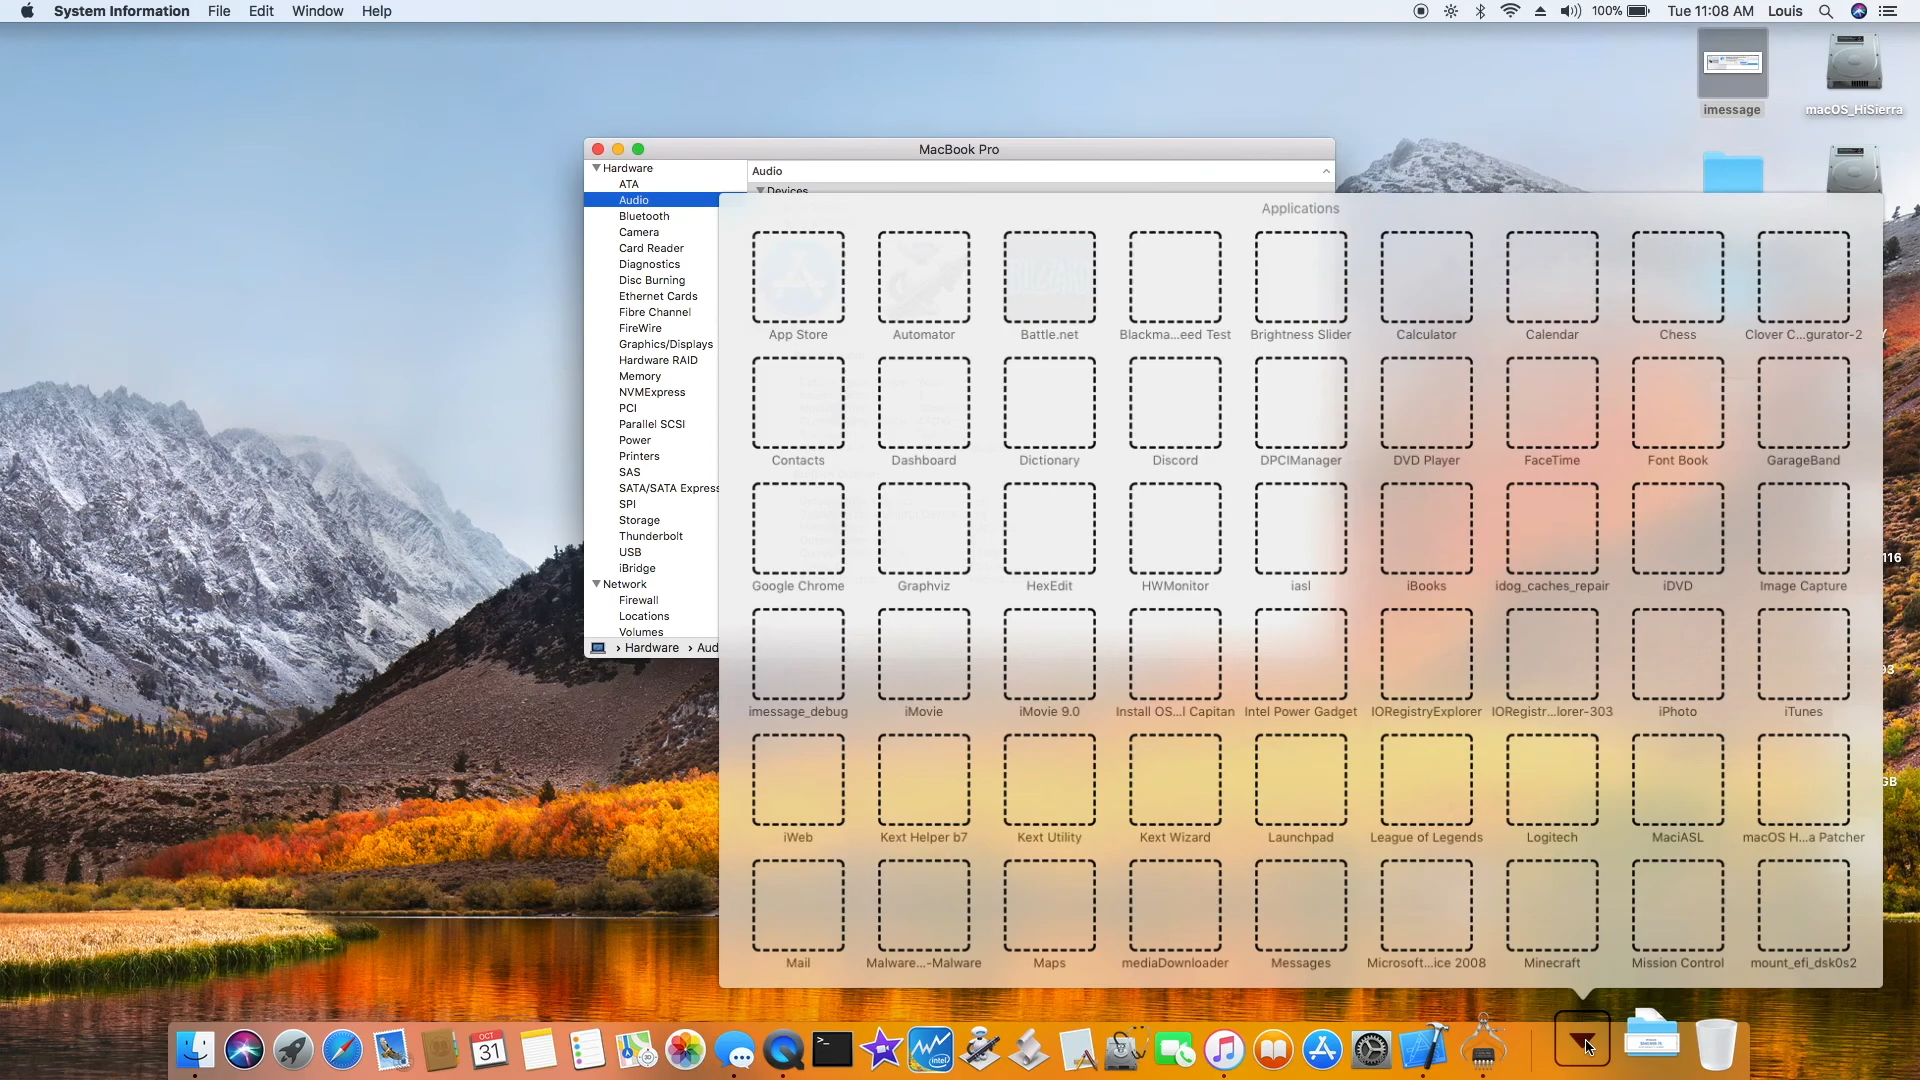 System Information File Edit Window Help
100% Tue 11:08 AM Louis
imessage
macOS_HiSierra
MacBook Pro
Hardware
ATA
Audio
Bluetooth
Camera
Card Reader
Diagnostics
Disc Burning
Ethernet Cards
Fibre Channel
FireWire
Graphics/Displays
Hardware RAID
Memory
NVMExpress
PCI
Parallel SCSI
Power
Printers
SAS
SATA/SATA Express
SPI
Storage
Thunderbolt
USB
iBridge
Network
Firewall
Locations
Volumes
Hardware › Aud
Audio
Devices
Applications
App Store Automator Battle.net Blackma...eed Test Brightness Slider Calculator Calendar Chess Clover C...gurator-2
Contacts Dashboard Dictionary Discord DPCIManager DVD Player FaceTime Font Book GarageBand
Google Chrome Graphviz HexEdit HWMonitor iasl iBooks idog_caches_repair iDVD Image Capture
imessage_debug iMovie iMovie 9.0 Install OS...l Capitan Intel Power Gadget IORegistryExplorer IORegistr...lorer-303 iPhoto iTunes
iWeb Kext Helper b7 Kext Utility Kext Wizard Launchpad League of Legends Logitech MaciASL macOS H...a Patcher
Mail Malware...-Malware Maps mediaDownloader Messages Microsoft...ice 2008 Minecraft Mission Control mount_efi_dsk0s2
116
93
GB
OCT
31
intel